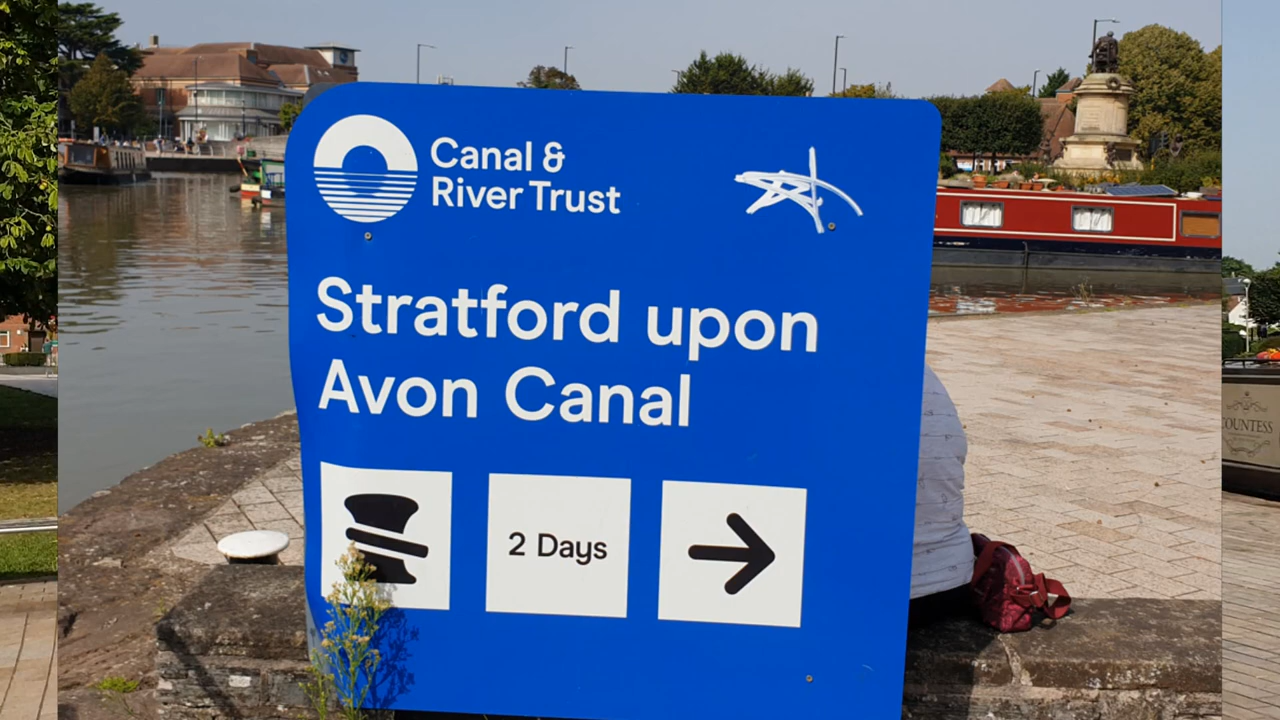 Canal &
River Trust
Stratford upon
Avon Canal
2 Days
COUNTESS